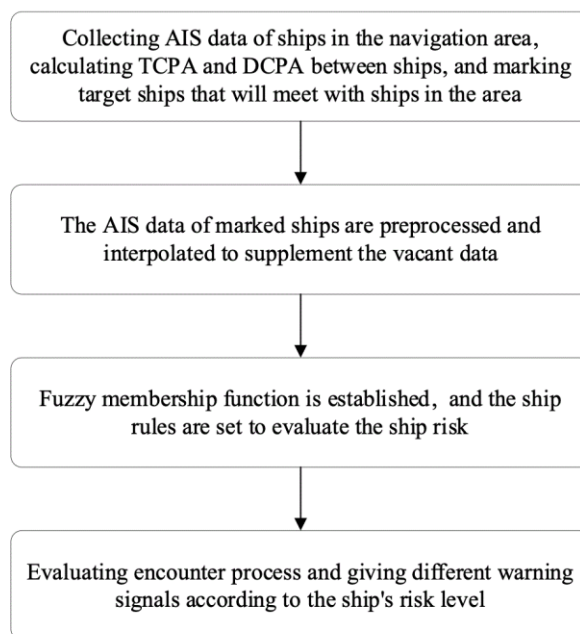 Collecting AIS data of ships in the navigation area,
calculating TCPA and DCPA between ships, and marking
target ships that will meet with ships in the area
The AIS data of marked ships are preprocessed and
interpolated to supplement the vacant data
Fuzzy membership function is established, and the ship
rules are set to evaluate the ship risk
Evaluating encounter process and giving different warning
signals according to the ship's risk level